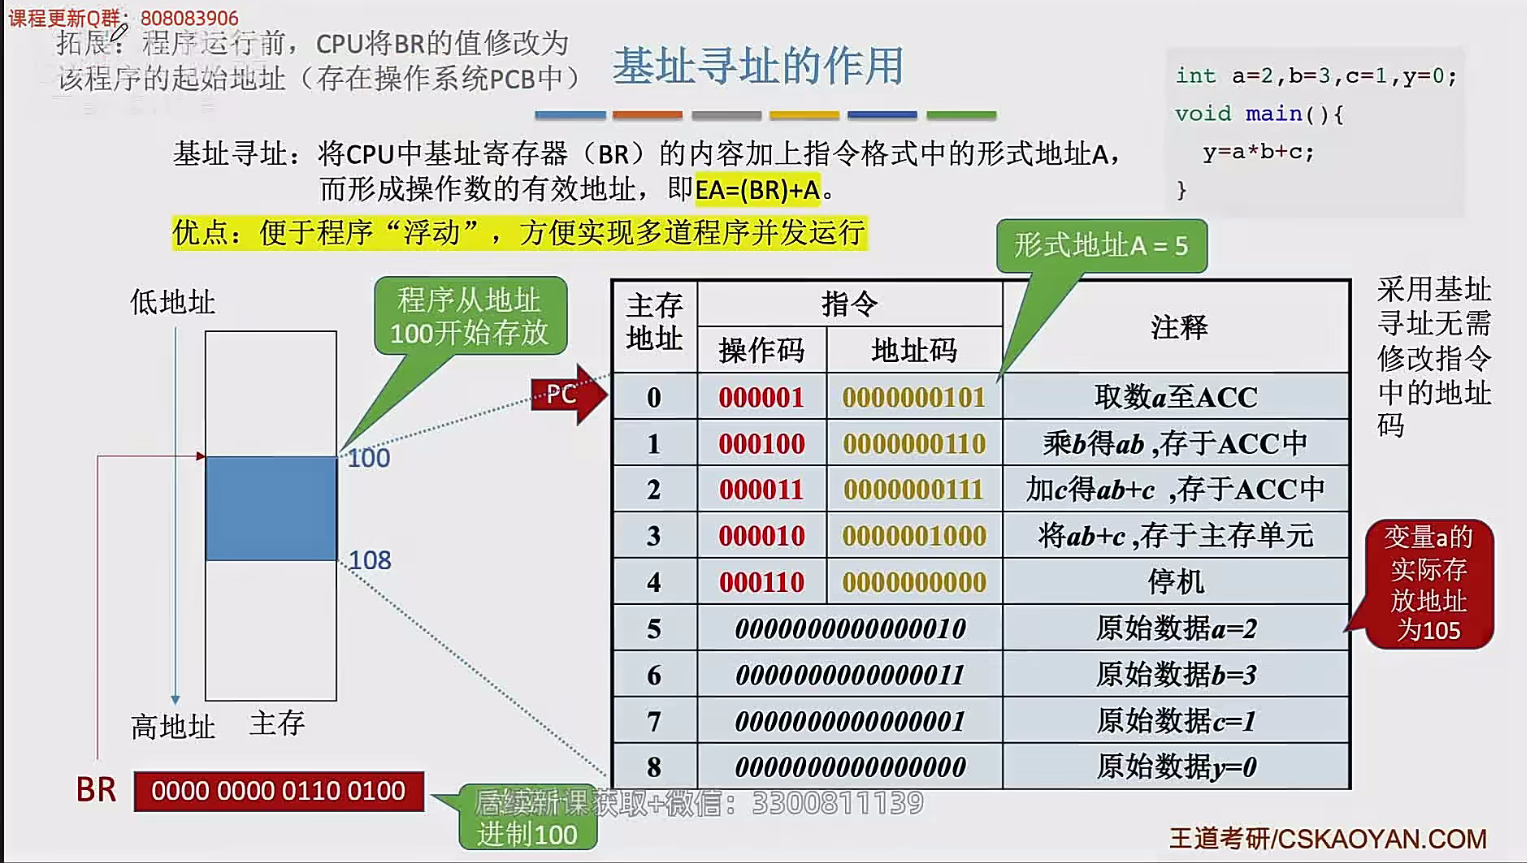 课程更新Q群：808083906
拓展：程序运行前，CPU将BR的值修改为
该程序的起始地址（存在操作系统PCB中）
基址寻址的作用
int a=2,b=3,c=1,y=0;
void main(){
y=a*b+c;
}
基址寻址：将CPU中基址寄存器（BR）的内容加上指令格式中的形式地址A，
而形成操作数的有效地址，即EA=(BR)+A。
优点：便于程序“浮动”，方便实现多道程序并发运行
形式地址A = 5
低地址
程序从地址
100开始存放
100
108
高地址
主存
BR
0000 0000 0110 0100
进制100
PC
主存地址 指令 注释
操作码 地址码
0 000001 0000000101 取数a至ACC
1 000100 0000000110 乘b得ab ,存于ACC中
2 000011 0000000111 加c得ab+c ,存于ACC中
3 000010 0000001000 将ab+c ,存于主存单元
4 000110 0000000000 停机
5 0000000000000010 原始数据a=2
6 0000000000000011 原始数据b=3
7 0000000000000001 原始数据c=1
8 0000000000000000 原始数据y=0
采用基址
寻址无需
修改指令
中的地址
码
变量a的
实际存
放地址
为105
后续新课获取+微信：3300811139
王道考研/CSKAOYAN.COM